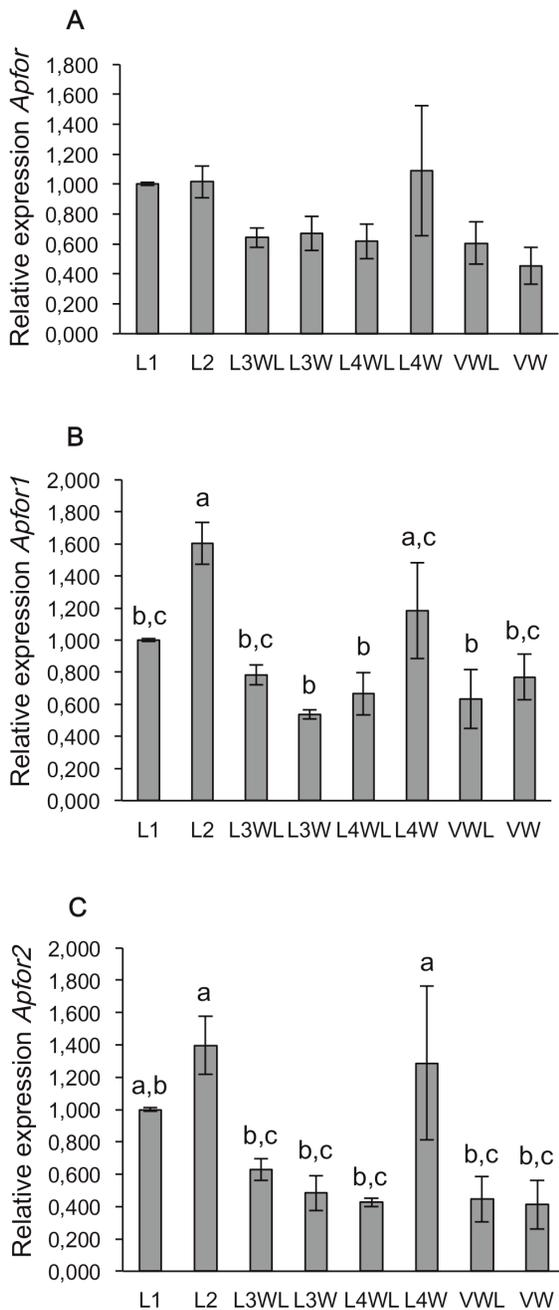 A
Relative expression Apfor
1,800
1,600
1,400
1,200
1,000
0,800
0,600
0,400
0,200
0,000
L1 L2 L3WL L3W L4WL L4W VWL VW
B
Relative expression Apfor1
2,000
1,800
1,600
1,400
1,200
1,000
0,800
0,600
0,400
0,200
0,000
b,c a b,c b b a,c b b,c
L1 L2 L3WL L3W L4WL L4W VWL VW
C
Relative expression Apfor2
2,000
1,800
1,600
1,400
1,200
1,000
0,800
0,600
0,400
0,200
0,000
a,b a b,c b,c b,c a b,c b,c
L1 L2 L3WL L3W L4WL L4W VWL VW